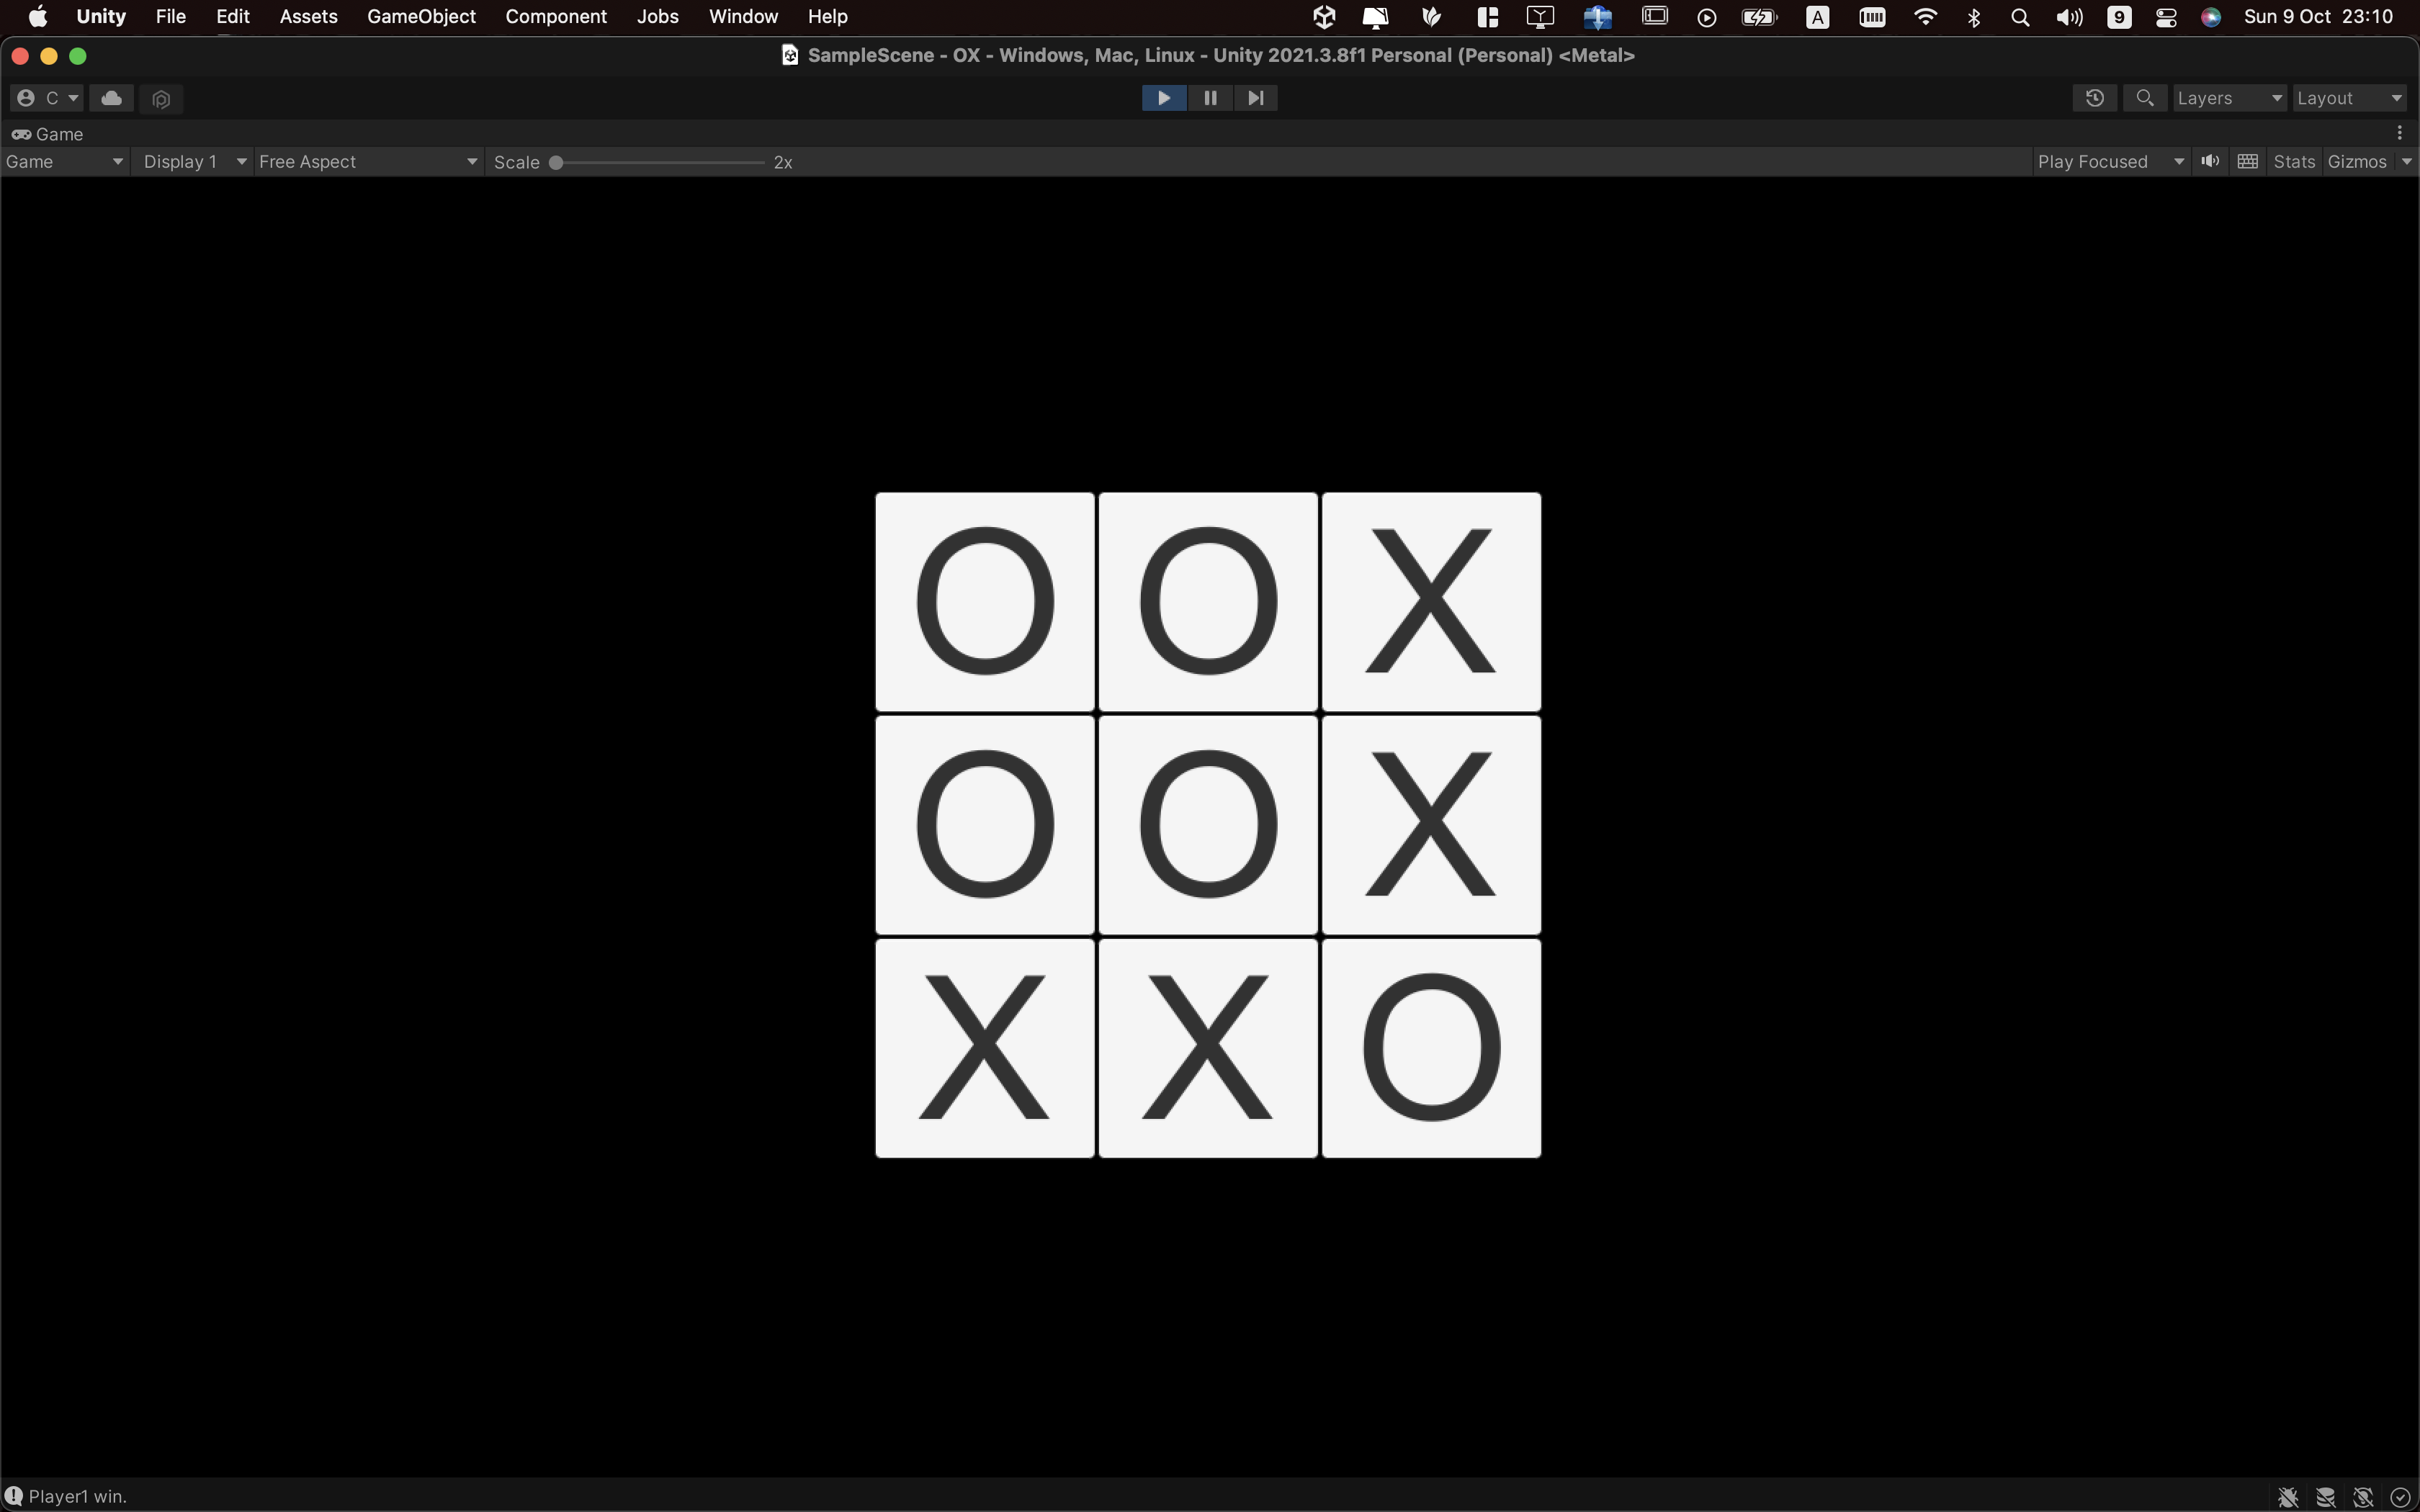 Unity File Edit Assets GameObject Component Jobs Window Help A 9 Sun 9 Oct 23:10
SampleScene - OX - Windows, Mac, Linux - Unity 2021.3.8f1 Personal (Personal) <Metal>
C Layers Layout
Game
Game Display 1 Free Aspect Scale 2x Play Focused Stats Gizmos
O O X
O O X
X X O
Player1 win.